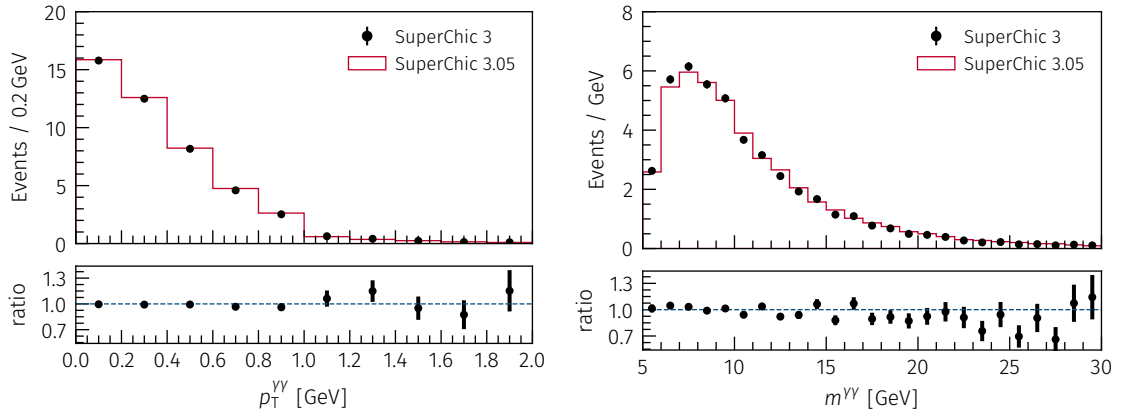 20
15
10
5
0
Events / 0.2 GeV
SuperChic 3
SuperChic 3.05
1.3
1.0
0.7
ratio
0.0 0.2 0.4 0.6 0.8 1.0 1.2 1.4 1.6 1.8 2.0
p_T^γγ [GeV]
8
6
4
2
0
Events / GeV
SuperChic 3
SuperChic 3.05
1.3
1.0
0.7
ratio
5 10 15 20 25 30
m^γγ [GeV]